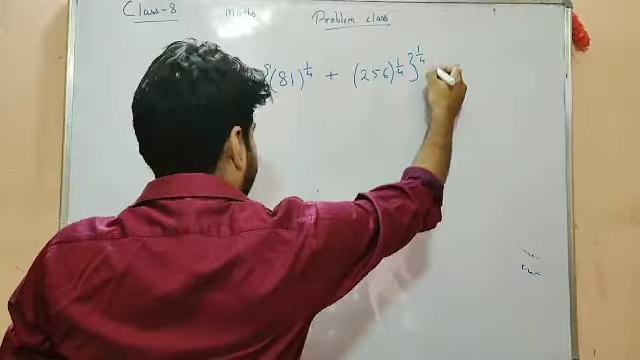 Class-8 Maths Problem class
{(81)^{1/4} + (256)^{1/4}}^{1/4}